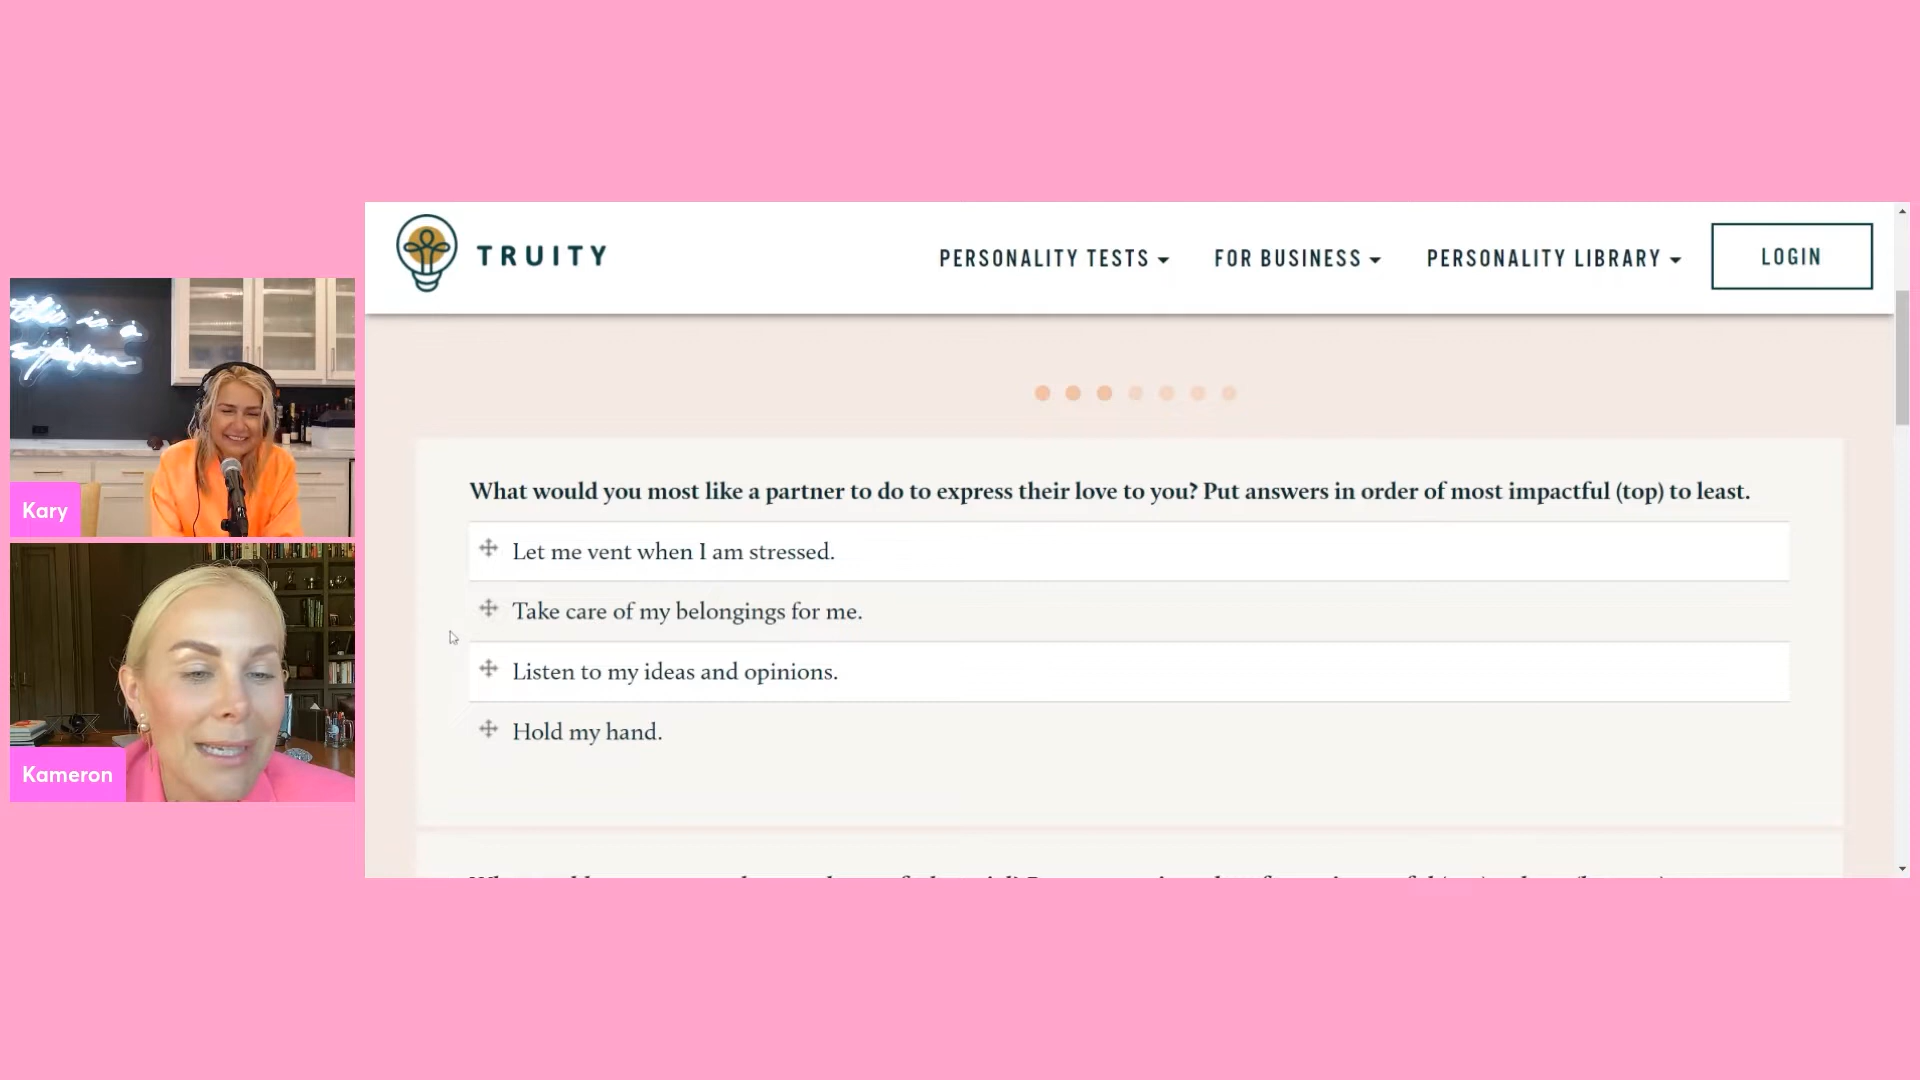 TRUITY
PERSONALITY TESTS
FOR BUSINESS
PERSONALITY LIBRARY
LOGIN
What would you most like a partner to do to express their love to you? Put answers in order of most impactful (top) to least.
Let me vent when I am stressed.
Take care of my belongings for me.
Listen to my ideas and opinions.
Hold my hand.
is a
Kary
Kameron